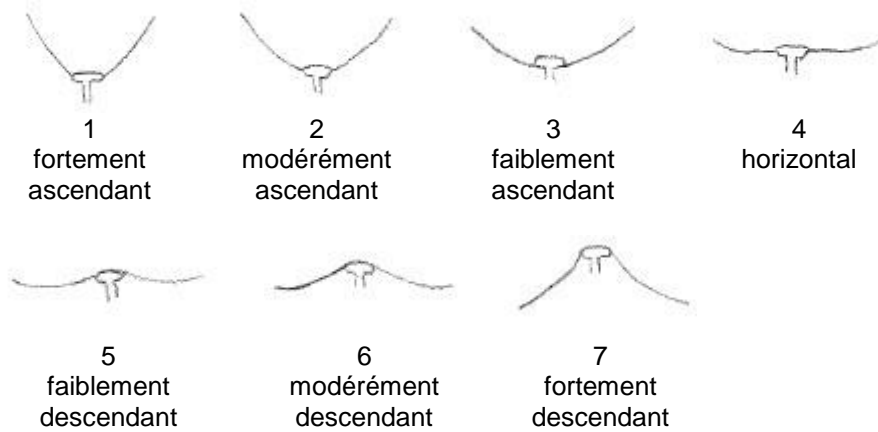 1
fortement
ascendant
2
modérément
ascendant
3
faiblement
ascendant
4
horizontal
5
faiblement
descendant
6
modérément
descendant
7
fortement
descendant